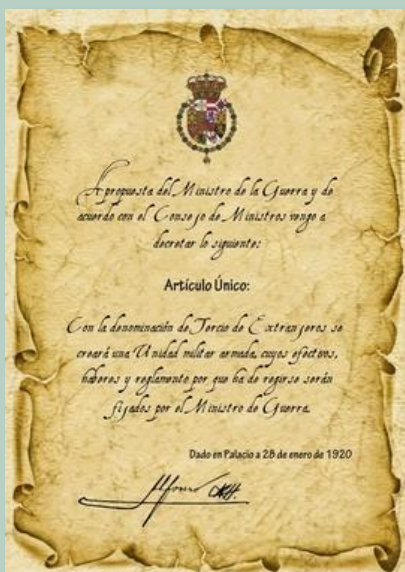 A propuesta del Ministro de la Guerra y de
acuerdo con el Consejo de Ministros vengo a
decretar lo siguiente:
Artículo Único:
Con la denominación de Tercio de Extranjeros se
creará una Unidad militar armada, cuyos efectivos,
haberes y reglamento por que ha de regirse serán
fijados por el Ministro de Guerra.
Dado en Palacio a 28 de enero de 1920
Alfonso XIII